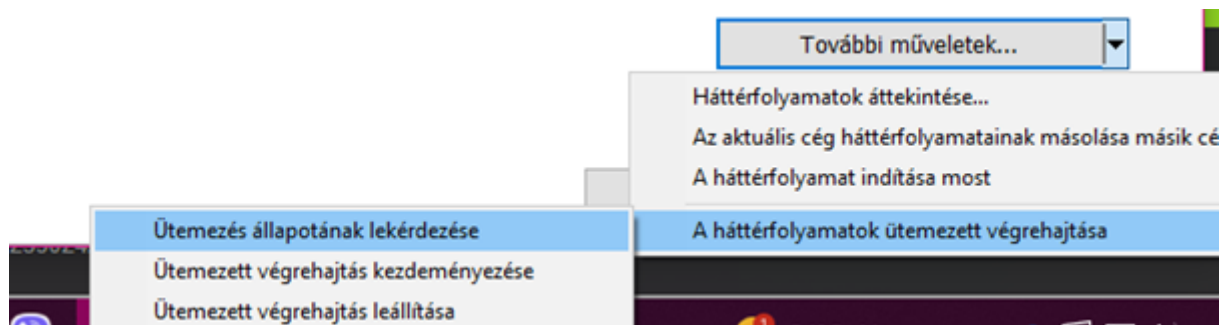 További műveletek...
Háttérfolyamatok áttekintése...
Az aktuális cég háttérfolyamatainak másolása másik
A háttérfolyamat indítása most
A háttérfolyamatok ütemezett végrehajtása
Ütemezés állapotának lekérdezése
Ütemezett végrehajtás kezdeményezése
Ütemezett végrehajtás leállítása